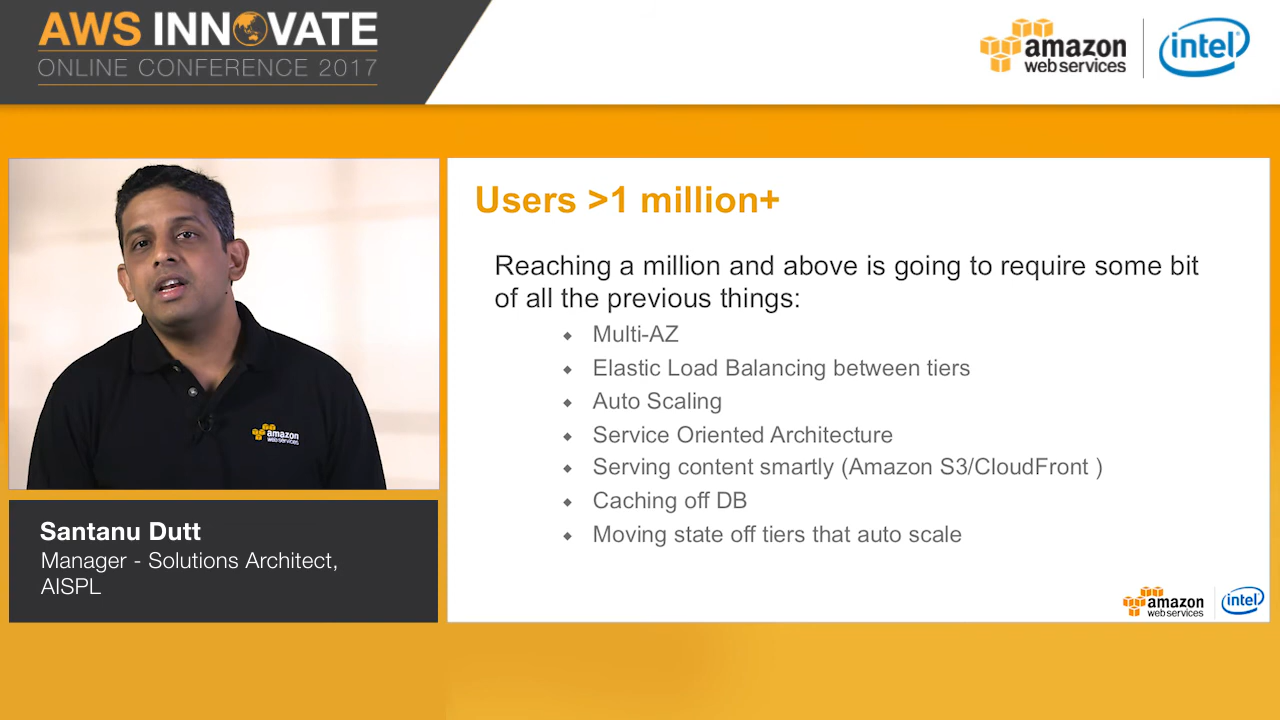 AWS INNOVATE
ONLINE CONFERENCE 2017
amazon
web services
intel
Users >1 million+
Reaching a million and above is going to require some bit
of all the previous things:
Multi-AZ
Elastic Load Balancing between tiers
Auto Scaling
Service Oriented Architecture
Serving content smartly (Amazon S3/CloudFront )
Caching off DB
Moving state off tiers that auto scale
amazon
web services
Santanu Dutt
Manager - Solutions Architect,
AISPL
amazon
web services
intel